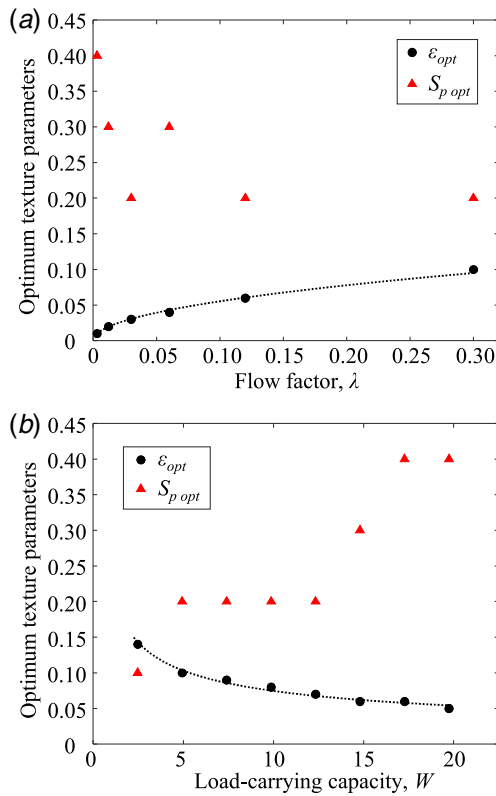 (a)
0.45
0.40
0.35
0.30
0.25
0.20
0.15
0.10
0.05
0
Optimum texture parameters
ε_opt
S_p opt
0 0.05 0.10 0.15 0.20 0.25 0.30
Flow factor, λ
(b)
0.45
0.40
0.35
0.30
0.25
0.20
0.15
0.10
0.05
0
Optimum texture parameters
ε_opt
S_p opt
0 5 10 15 20
Load-carrying capacity, W